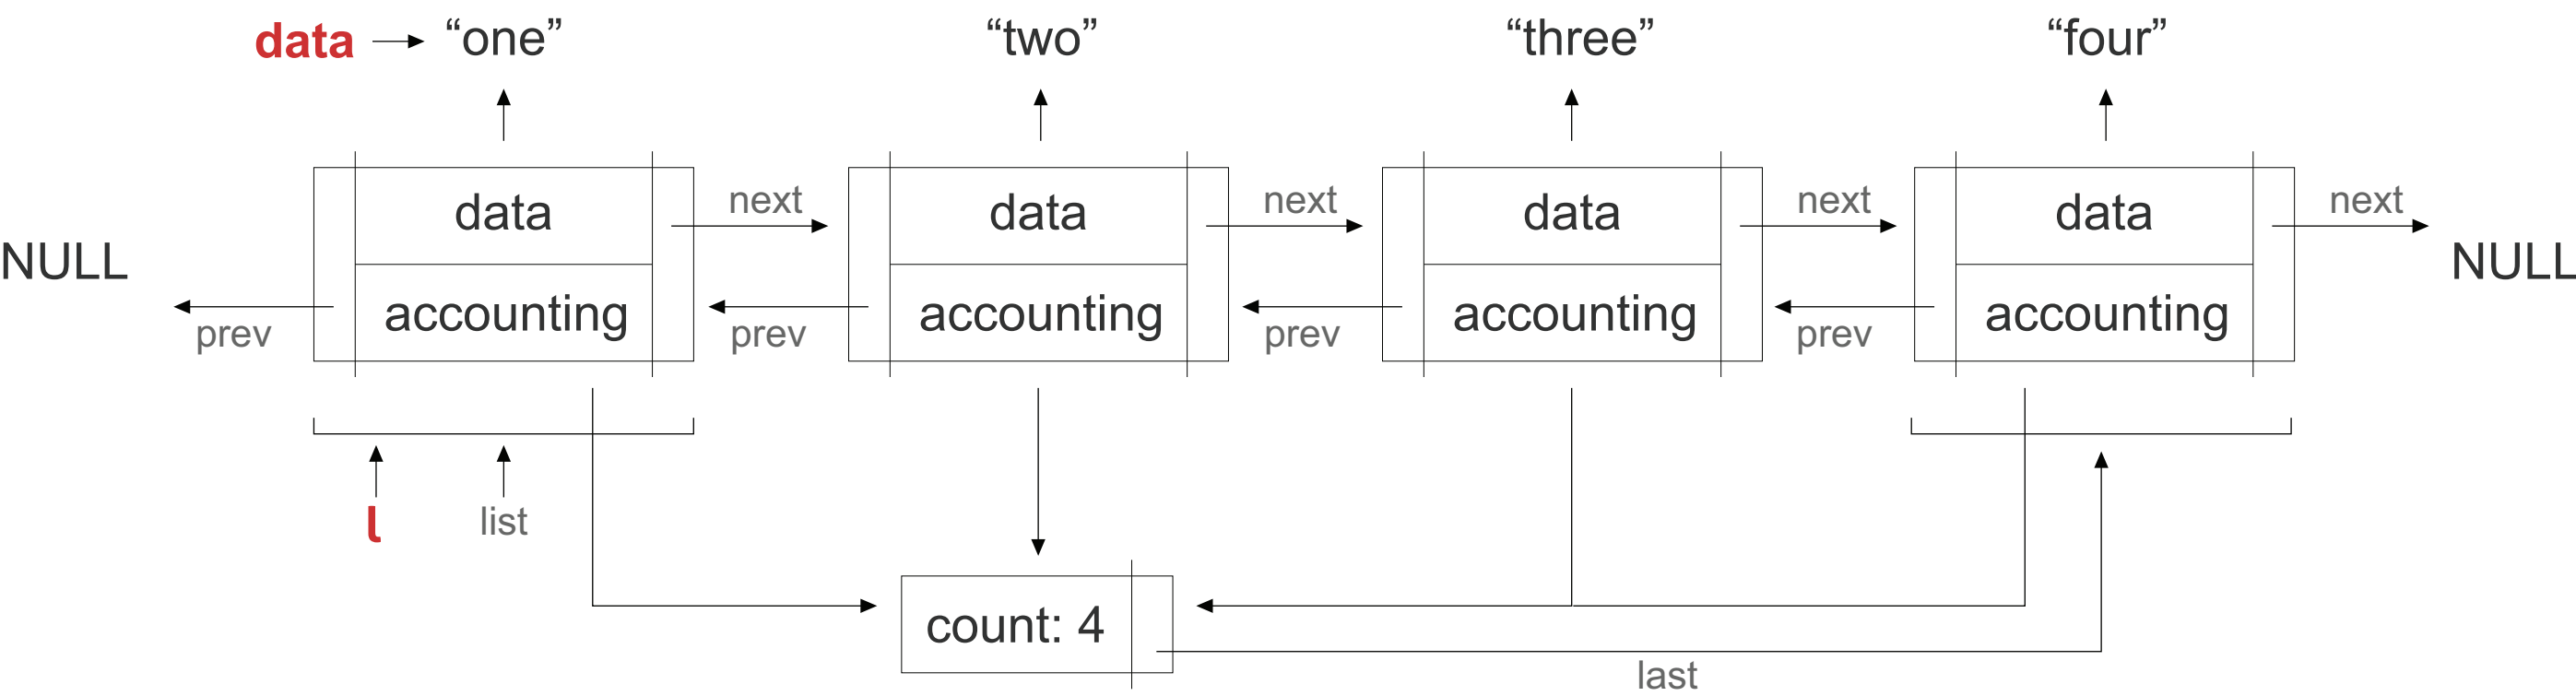 data “one” “two” “three” “four”
data next data next data next data next
NULL NULL
accounting accounting accounting accounting
prev prev prev prev
l list
count: 4
last